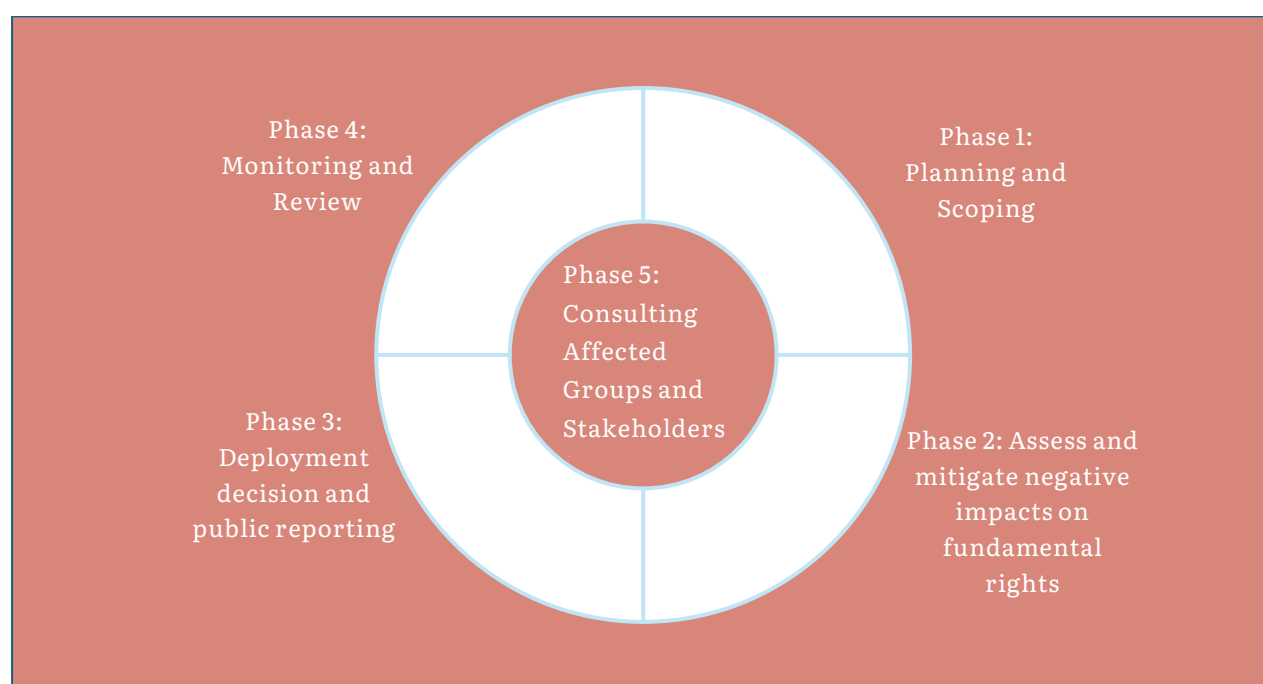 Phase 1:
Planning and
Scoping
Phase 2: Assess and
mitigate negative
impacts on
fundamental
rights
Phase 3:
Deployment
decision and
public reporting
Phase 4:
Monitoring and
Review
Phase 5:
Consulting
Affected
Groups and
Stakeholders